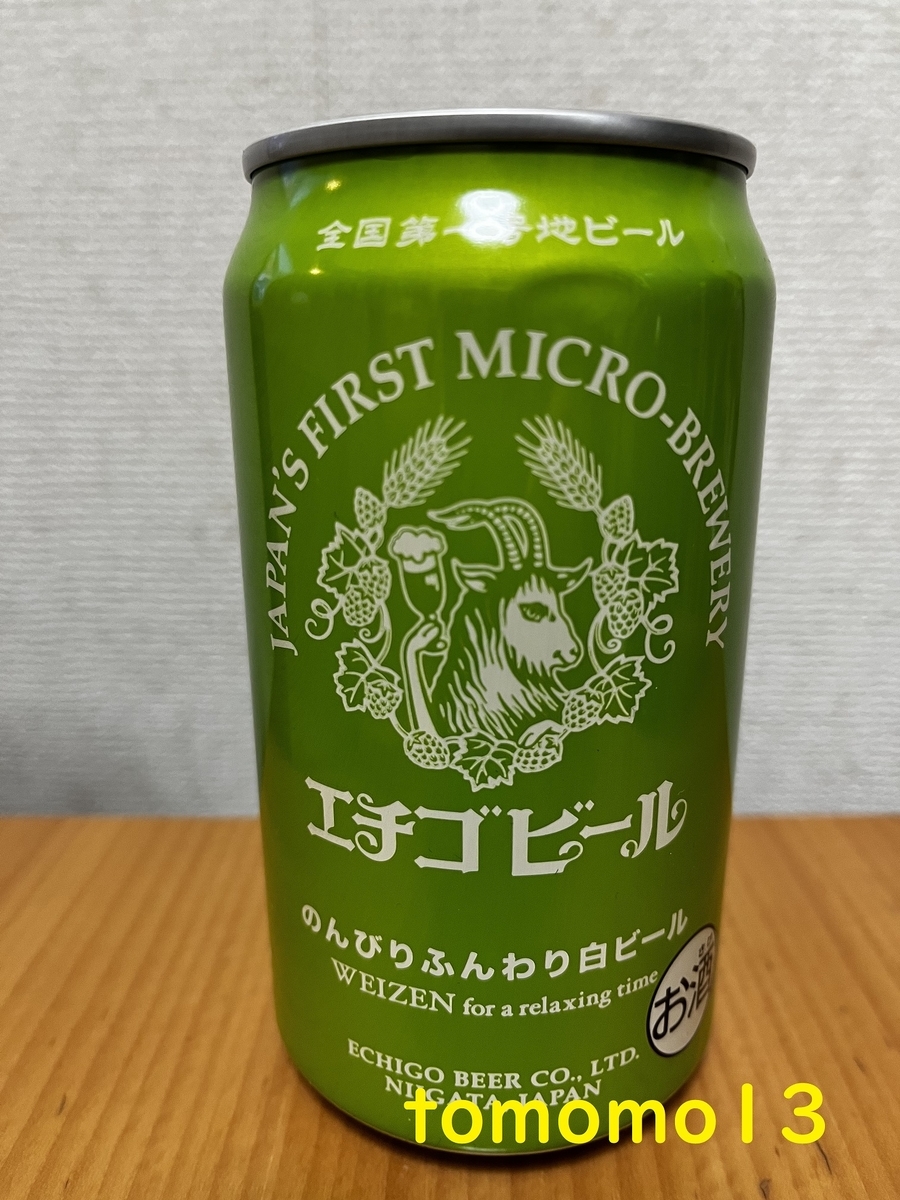 全国第一号地ビール
JAPAN'S FIRST MICRO-BREWERY
エチゴビール
のんびりふんわり白ビール
WEIZEN for a relaxing time
お酒
ECHIGO BEER CO., LTD.
NIIGATA, JAPAN
tomomo13